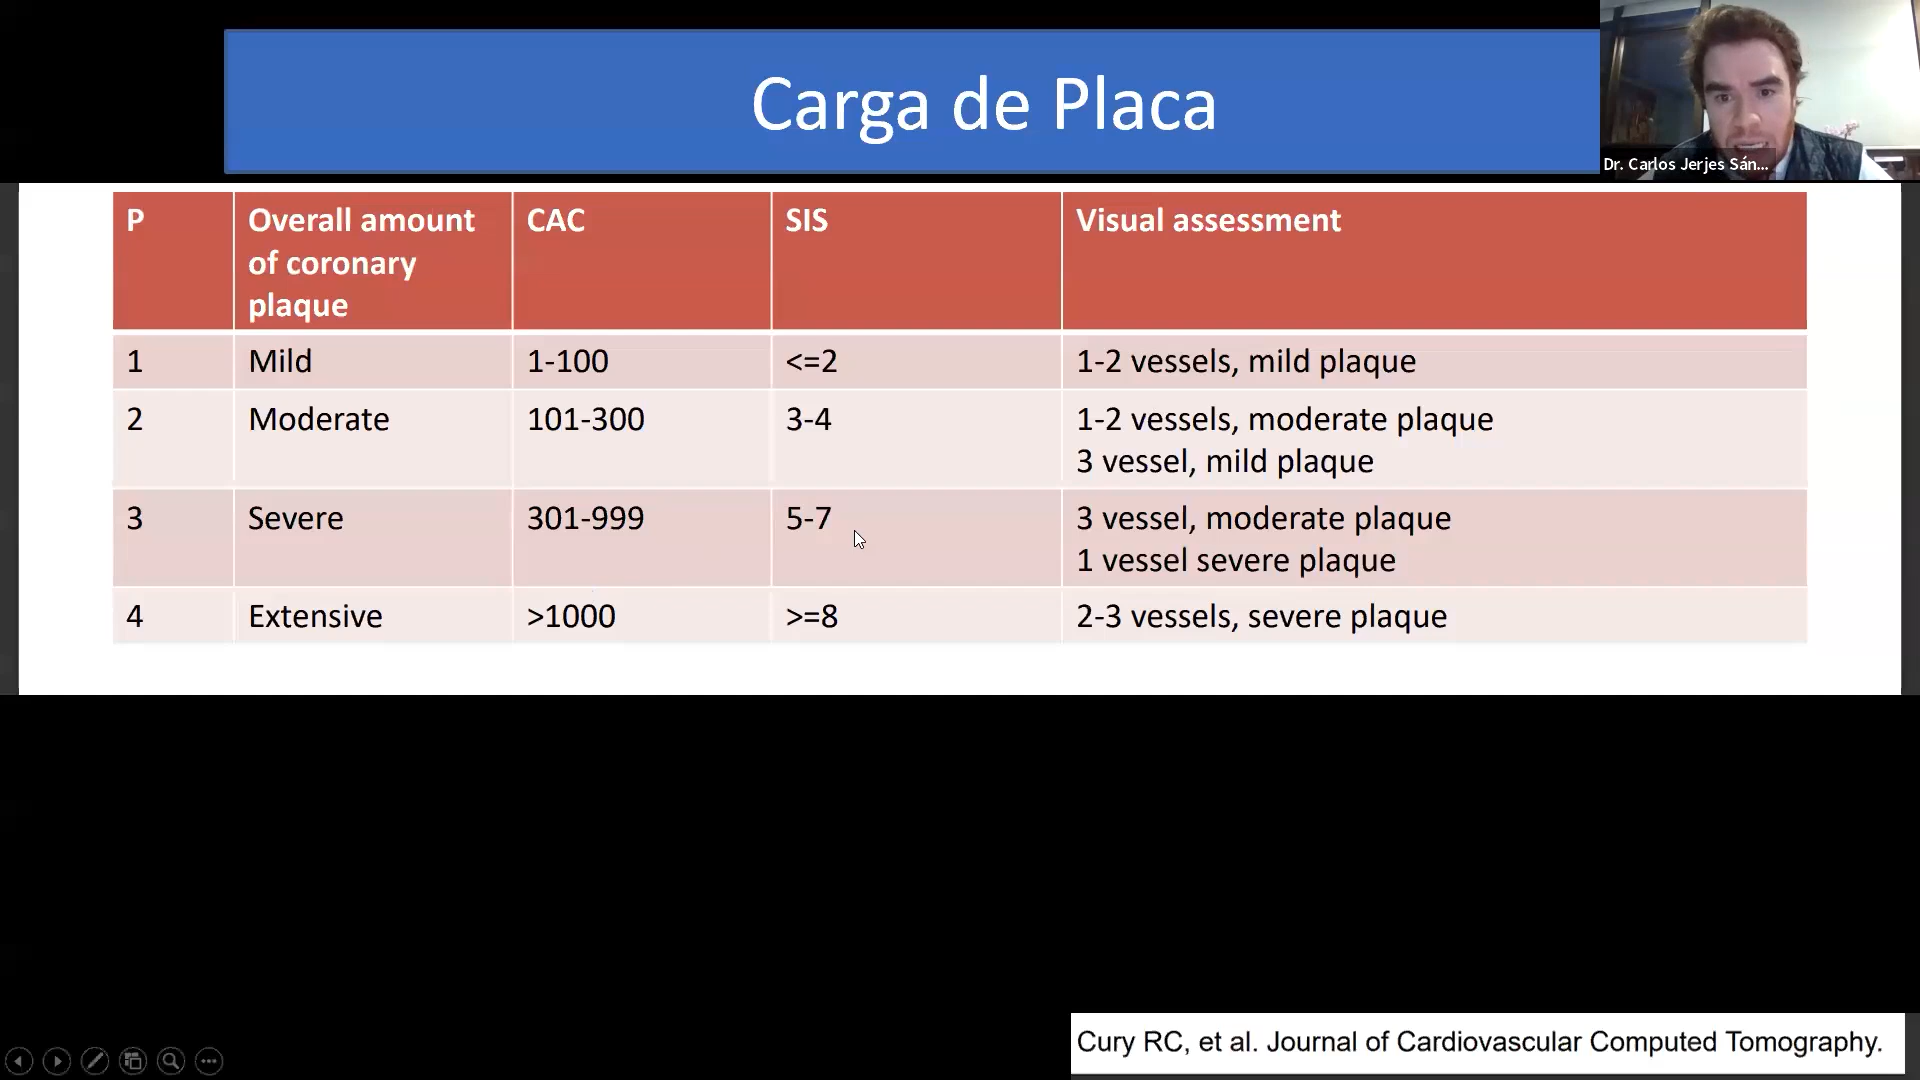 Carga de Placa
Dr. Carlos Jerjes Sán...
P
Overall amount
of coronary
plaque
CAC
SIS
Visual assessment
1
Mild
1-100
<=2
1-2 vessels, mild plaque
2
Moderate
101-300
3-4
1-2 vessels, moderate plaque
3 vessel, mild plaque
3
Severe
301-999
5-7
3 vessel, moderate plaque
1 vessel severe plaque
4
Extensive
>1000
>=8
2-3 vessels, severe plaque
Cury RC, et al. Journal of Cardiovascular Computed Tomography.